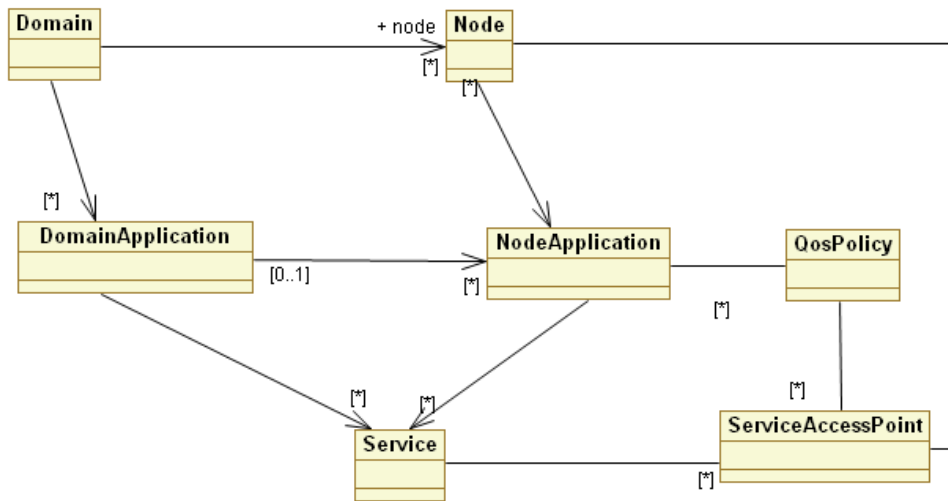 Domain
+ node
Node
[*]
[*]
[*]
DomainApplication
NodeApplication
QosPolicy
[0..1]
[*]
[*]
[*]
[*]
[*]
ServiceAccessPoint
Service
[*]